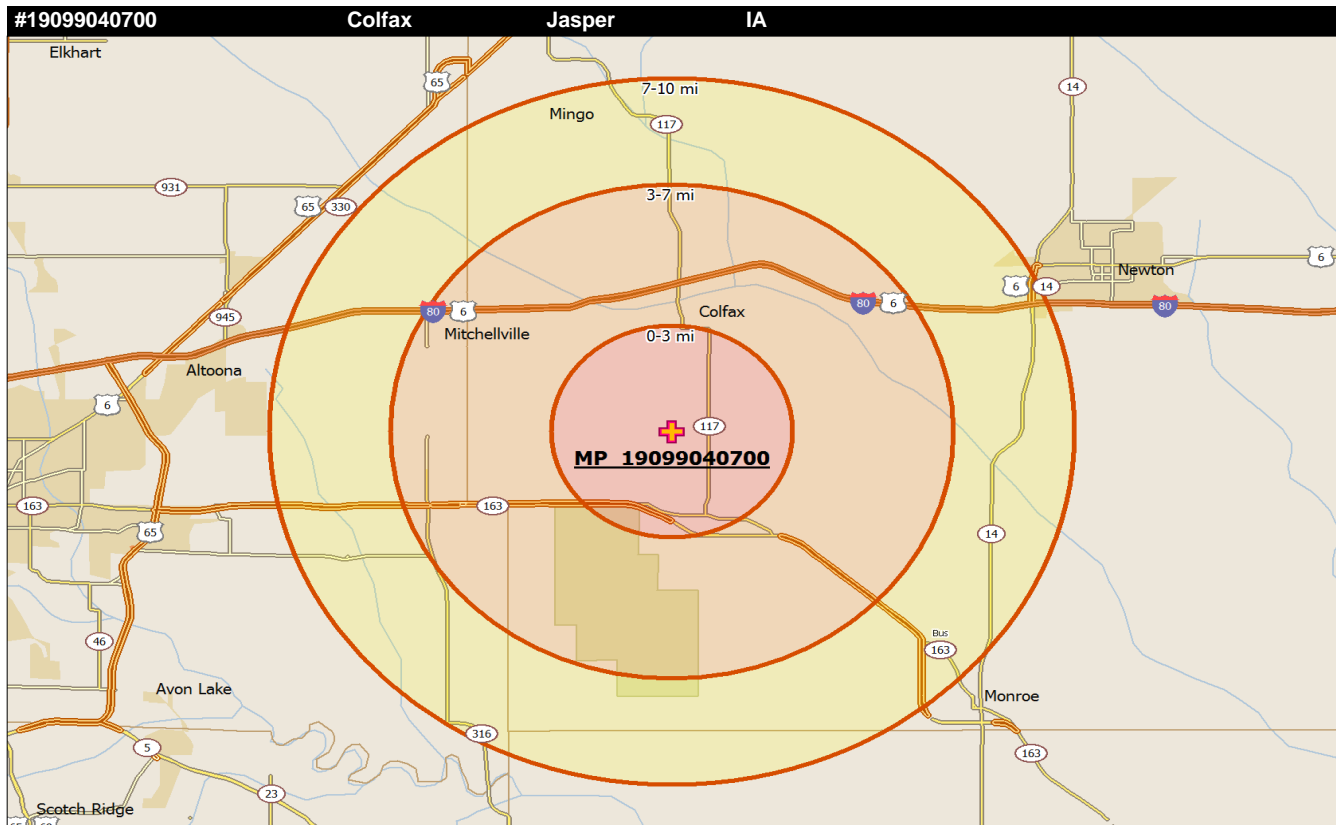 #19099040700 Colfax Jasper IA
Elkhart
65
7-10 mi
14
Mingo
117
931
3-7 mi
65 330
6
Newton
6 14
80 6
80 6
80
945
Colfax
Mitchellville
0-3 mi
Altoona
6
117
MP 19099040700
163
163
65
14
46
Bus
163
Avon Lake
Monroe
316
5
163
23
Scotch Ridge
65 69